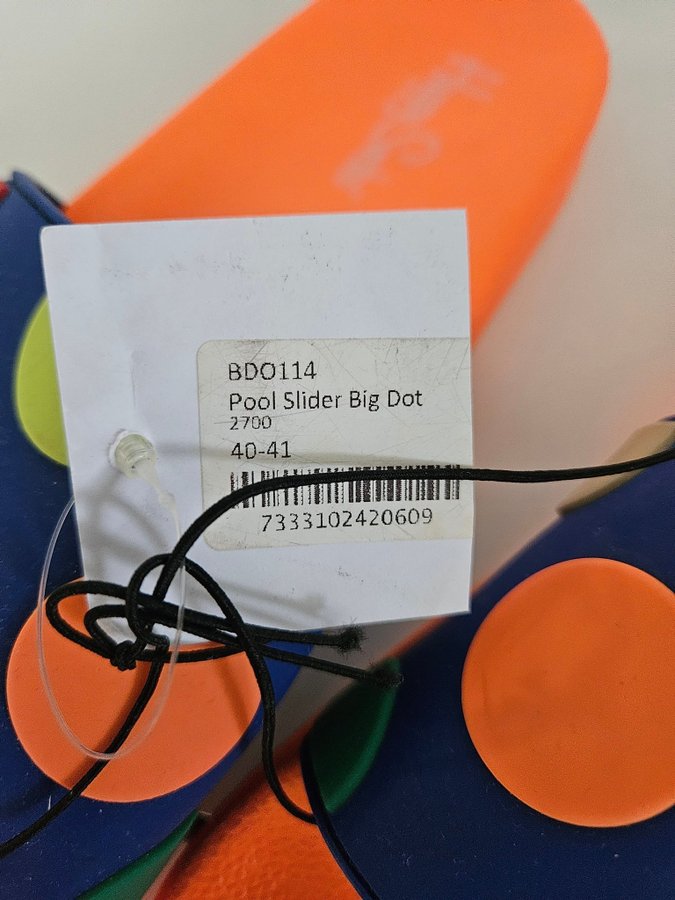 BDO114
Pool Slider Big Dot
2700
40-41
7333102420609